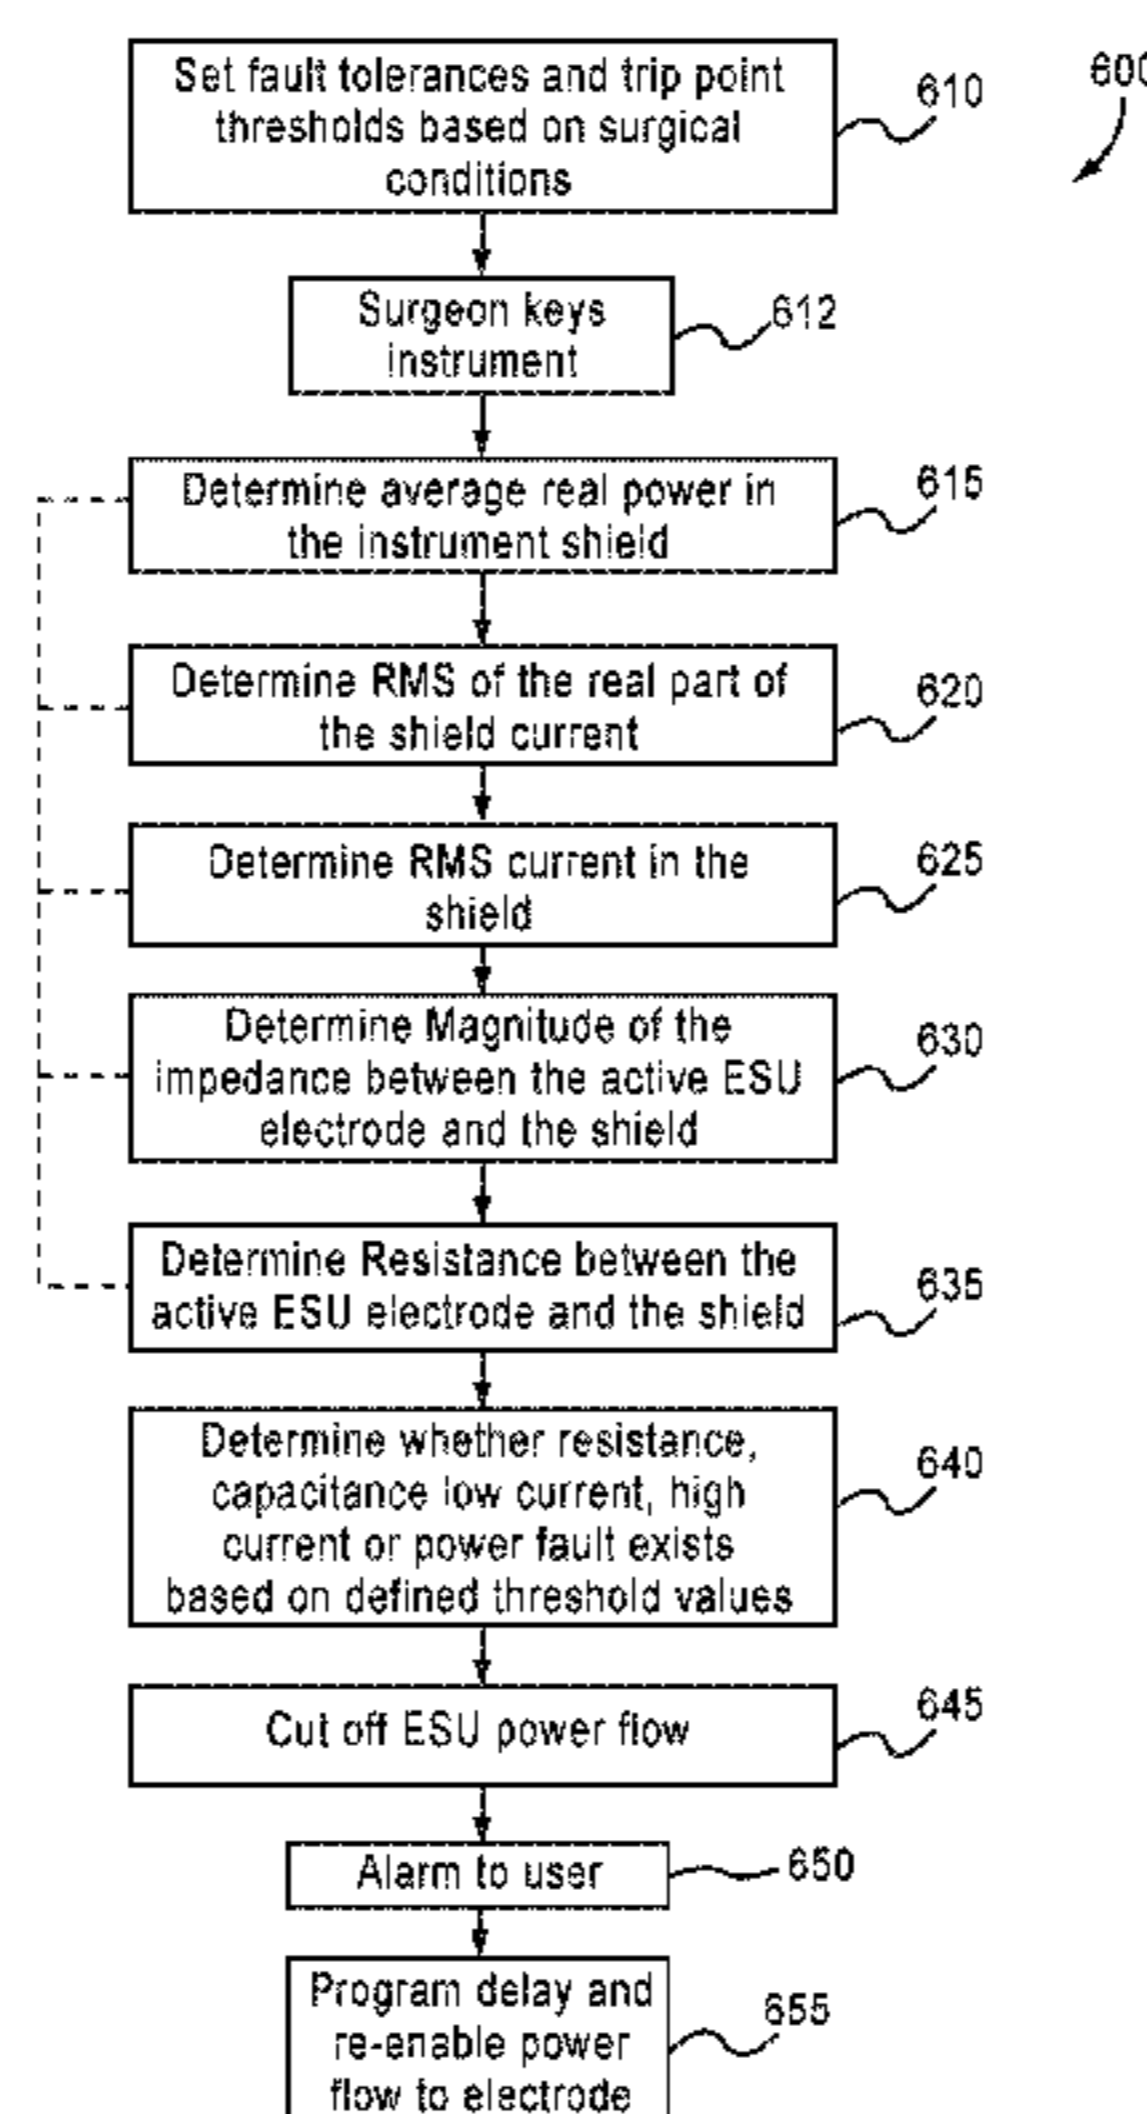 Set fault tolerances and trip point
thresholds based on surgical
conditions
610
600
Surgeon keys
instrument
612
Determine average real power in
the instrument shield
615
Determine RMS of the real part of
the shield current
620
Determine RMS current in the
shield
625
Determine Magnitude of the
impedance between the active ESU
electrode and the shield
630
Determine Resistance between the
active ESU electrode and the shield
635
Determine whether resistance,
capacitance low current, high
current or power fault exists
based on defined threshold values
640
Cut off ESU power flow
645
Alarm to user
650
Program delay and
re-enable power
flow to electrode
655